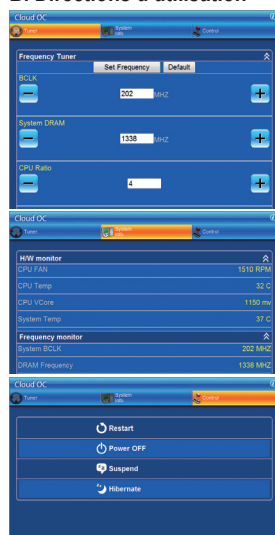 Cloud OC
Tuner System Info Control
Frequency Tuner
Set Frequency Default
BCLK
202 MHZ
System DRAM
1338 MHZ
CPU Ratio
4
Cloud OC
Tuner System Info Control
H/W monitor
CPU FAN 1510 RPM
CPU Temp 32 C
CPU VCore 1150 mv
System Temp 37 C
Frequency monitor
System BCLK 202 MHZ
DRAM Frequency 1338 MHZ
Cloud OC
Tuner System Info Control
Restart
Power OFF
Suspend
Hibernate